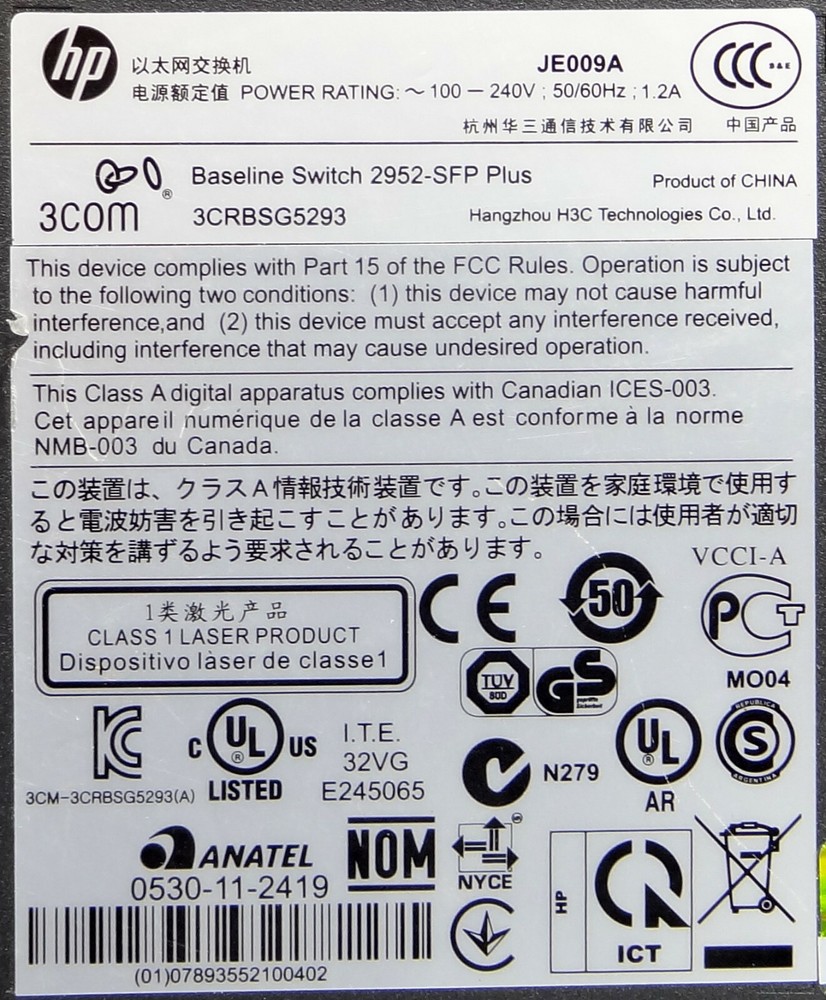 hp 以太网交换机 JE009A CCC S&E
电源额定值 POWER RATING: ～ 100 — 240V ; 50/60Hz ; 1.2A
杭州华三通信技术有限公司 中国产品
Baseline Switch 2952-SFP Plus Product of CHINA
3COM ® 3CRBSG5293 Hangzhou H3C Technologies Co., Ltd.
This device complies with Part 15 of the FCC Rules. Operation is subject
to the following two conditions: (1) this device may not cause harmful
interference,and (2) this device must accept any interference received,
including interference that may cause undesired operation.
This Class A digital apparatus complies with Canadian ICES-003.
Cet appareil numérique de la classe A est conforme à la norme
NMB-003 du Canada.
この装置は、クラスA情報技術装置です。この装置を家庭環境で使用す
ると電波妨害を引き起こすことがあります。この場合には使用者が適切
な対策を講ずるよう要求されることがあります。
VCCI-A
1类激光产品
CLASS 1 LASER PRODUCT
Dispositivo làser de classe1
CE 50 PCT
MO04
TUV SUD GS geprüfte Sicherheit
KC
3CM-3CRBSG5293(A)
C UL ® US
LISTED
I.T.E.
32VG
E245065
N279
UL ®
AR
REPUBLICA
S
ARGENTINA
ANATEL
0530-11-2419
NOM
NYCE
HP
ICT
(01)07893552100402